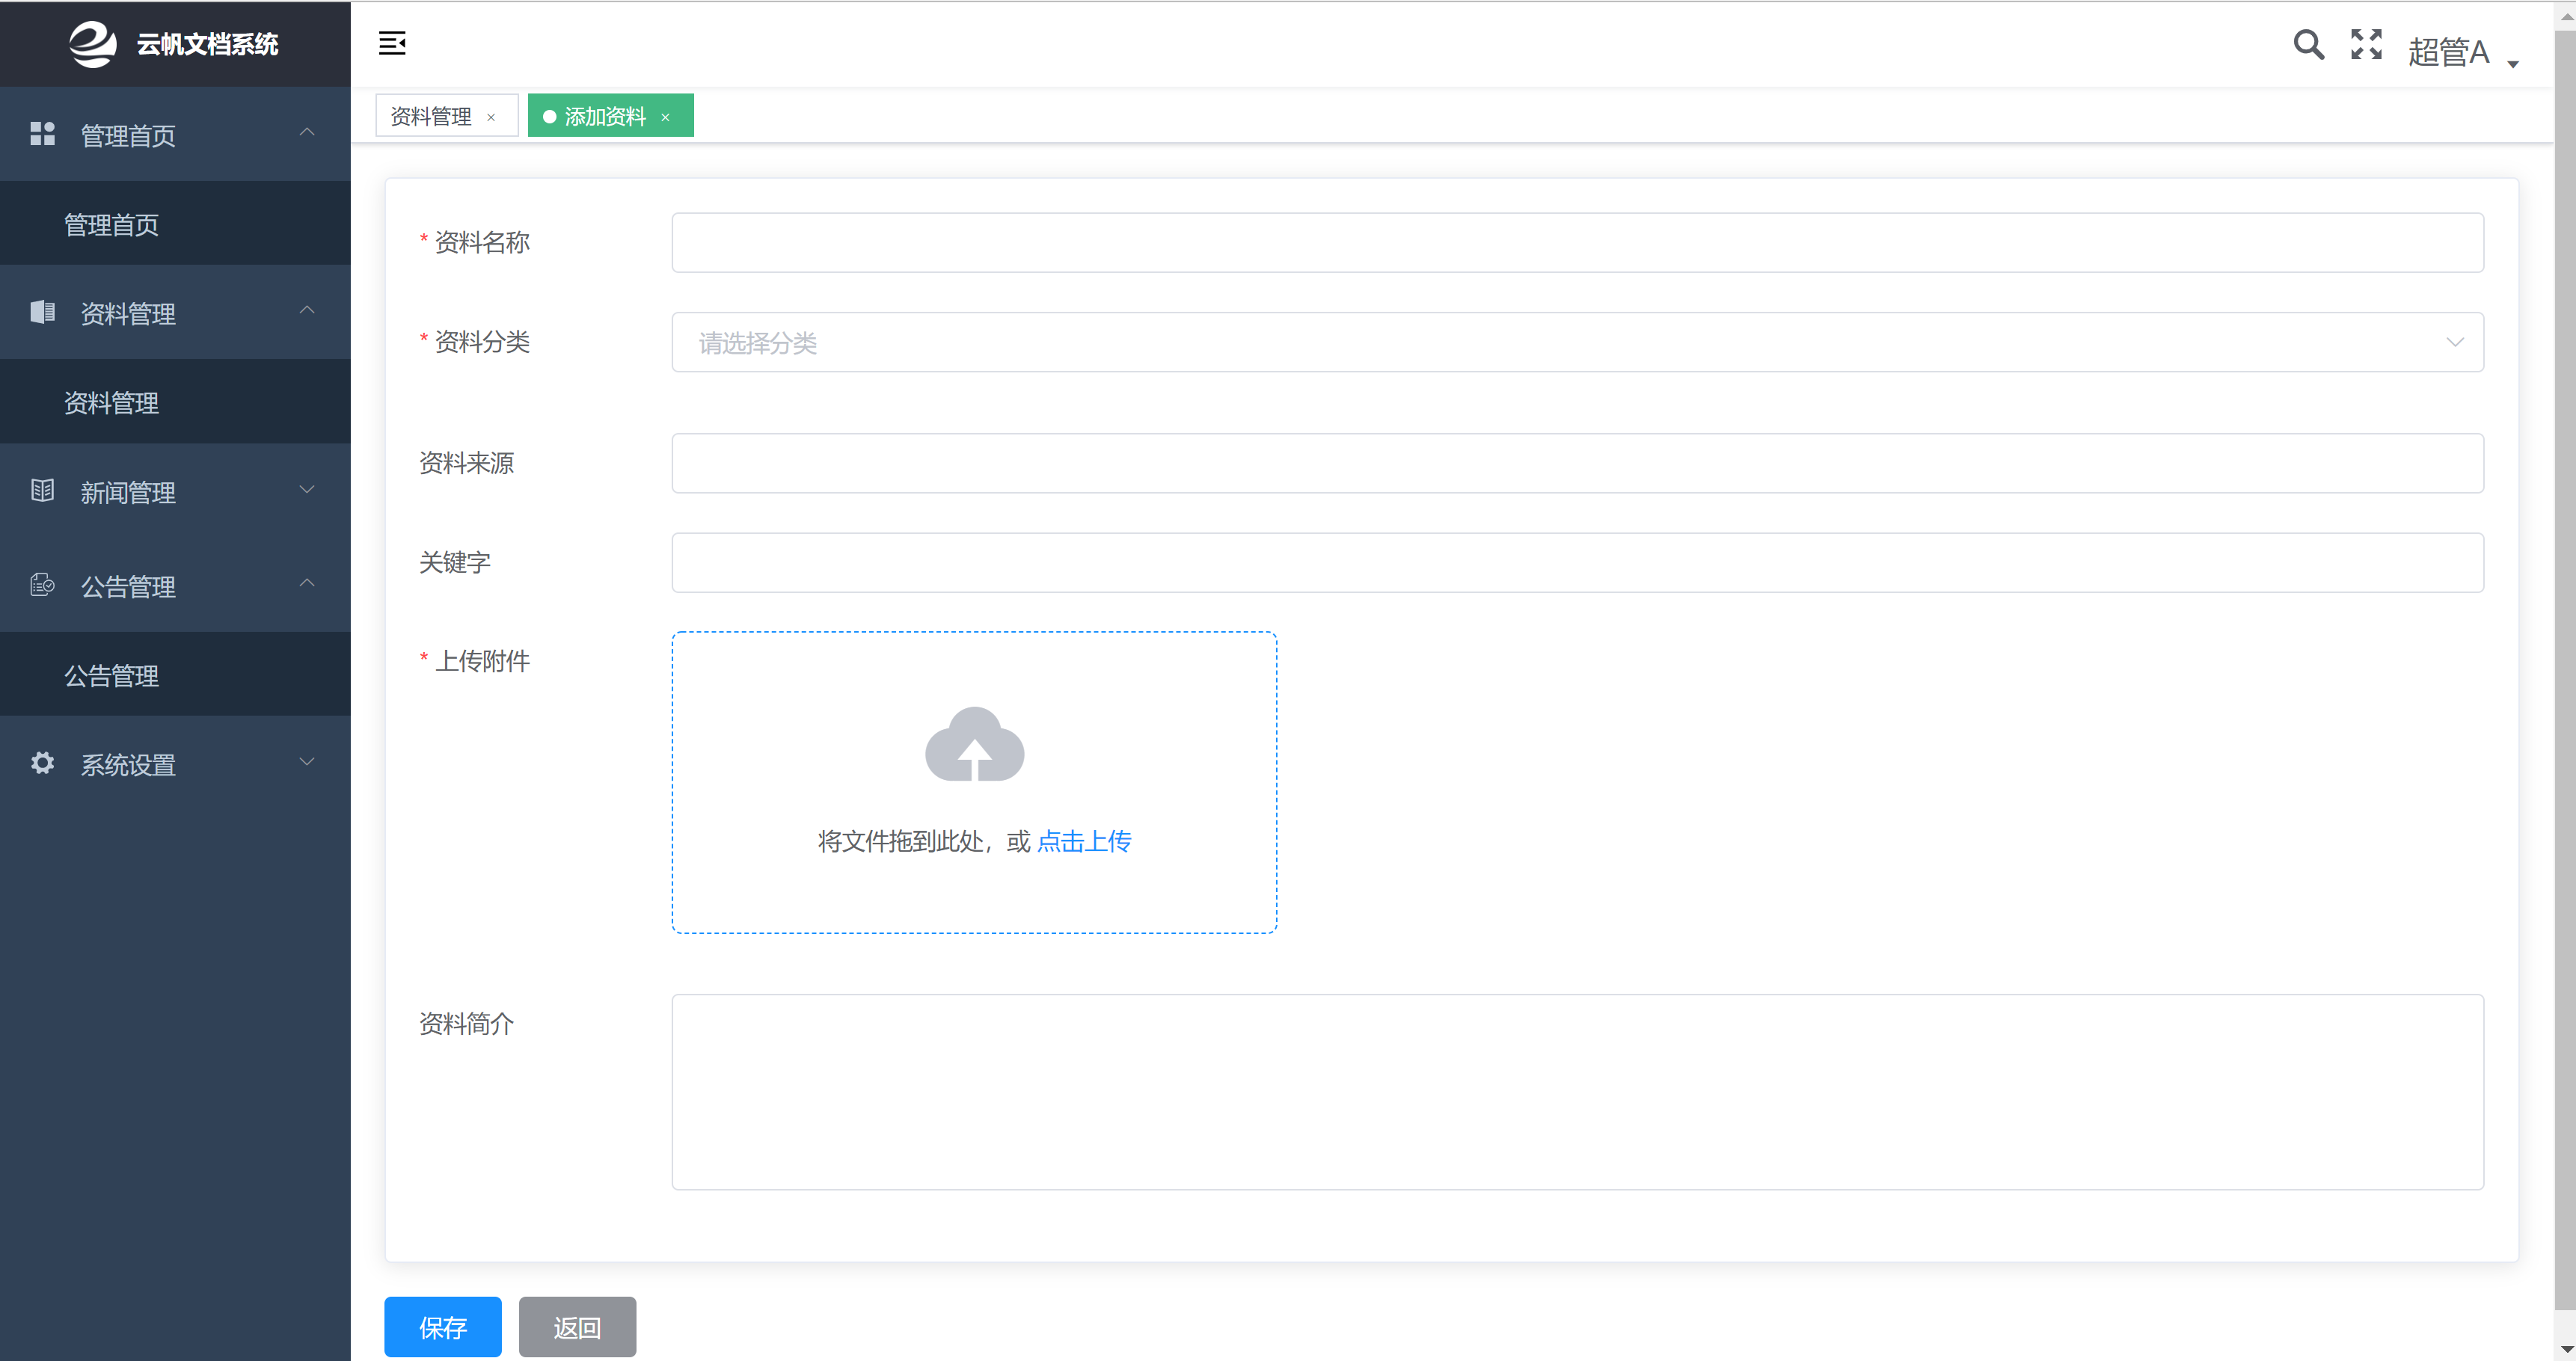 云帆文档系统
超管A
资料管理 ×
添加资料 ×
管理首页
管理首页
资料管理
资料管理
新闻管理
公告管理
公告管理
系统设置
* 资料名称
* 资料分类
请选择分类
资料来源
关键字
* 上传附件
将文件拖到此处，或 点击上传
资料简介
保存
返回